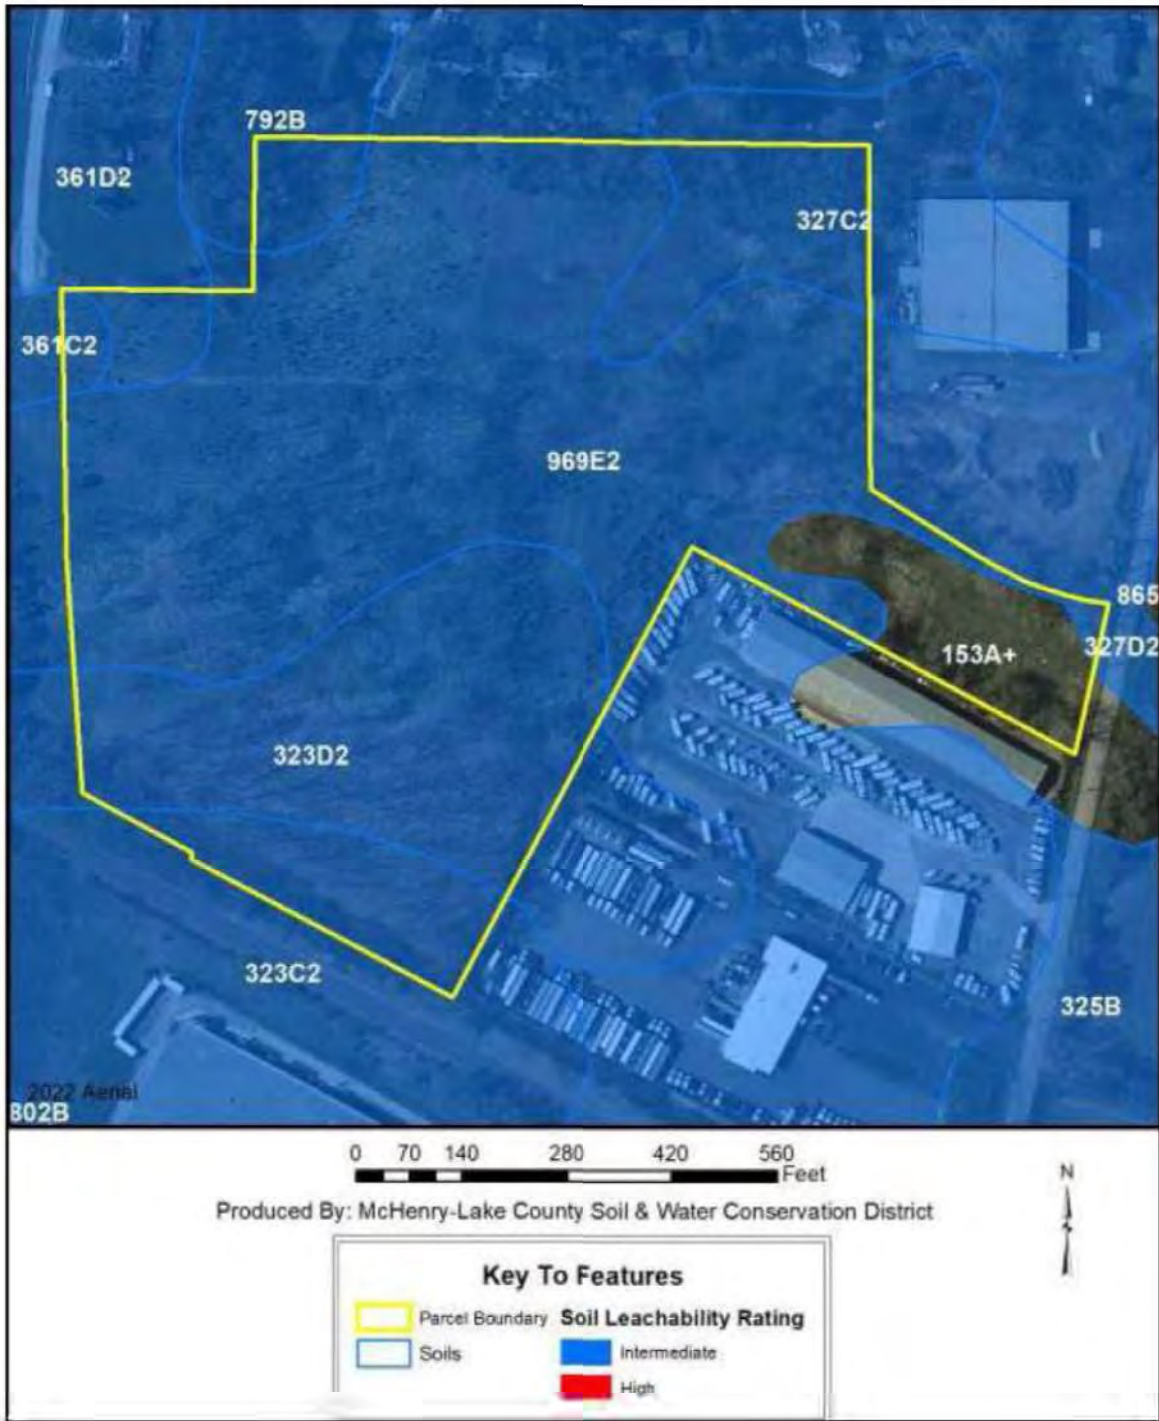 792B
361D2
327C2
361C2
969E2
865
153A+
327D2
323D2
323C2
325B
2022 Aerial
802B
0 70 140 280 420 560
Feet
N
Produced By: McHenry-Lake County Soil & Water Conservation District
Key To Features
Parcel Boundary Soil Leachability Rating
Soils Intermediate
High